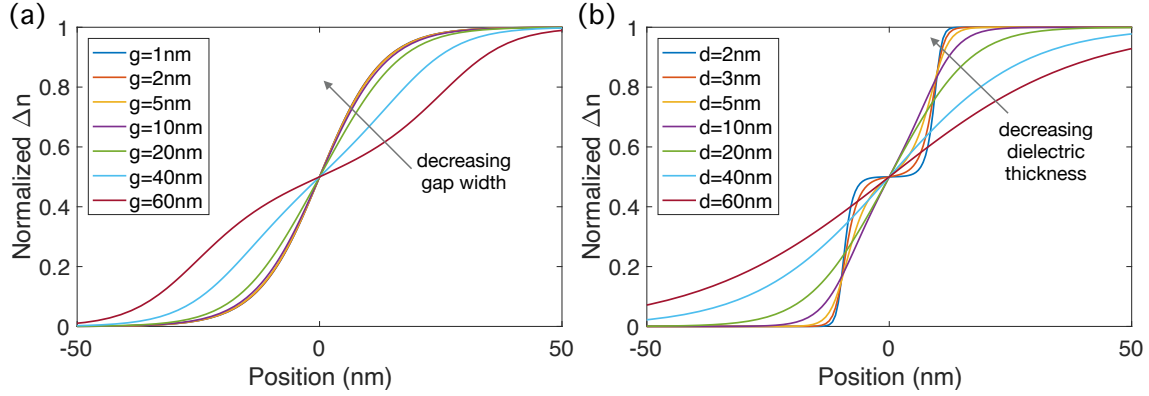 (a)
Normalized Δn
1
0.8
0.6
0.4
0.2
0
g=1nm
g=2nm
g=5nm
g=10nm
g=20nm
g=40nm
g=60nm
decreasing
gap width
-50
0
50
Position (nm)
(b)
Normalized Δn
1
0.8
0.6
0.4
0.2
0
d=2nm
d=3nm
d=5nm
d=10nm
d=20nm
d=40nm
d=60nm
decreasing
dielectric
thickness
-50
0
50
Position (nm)